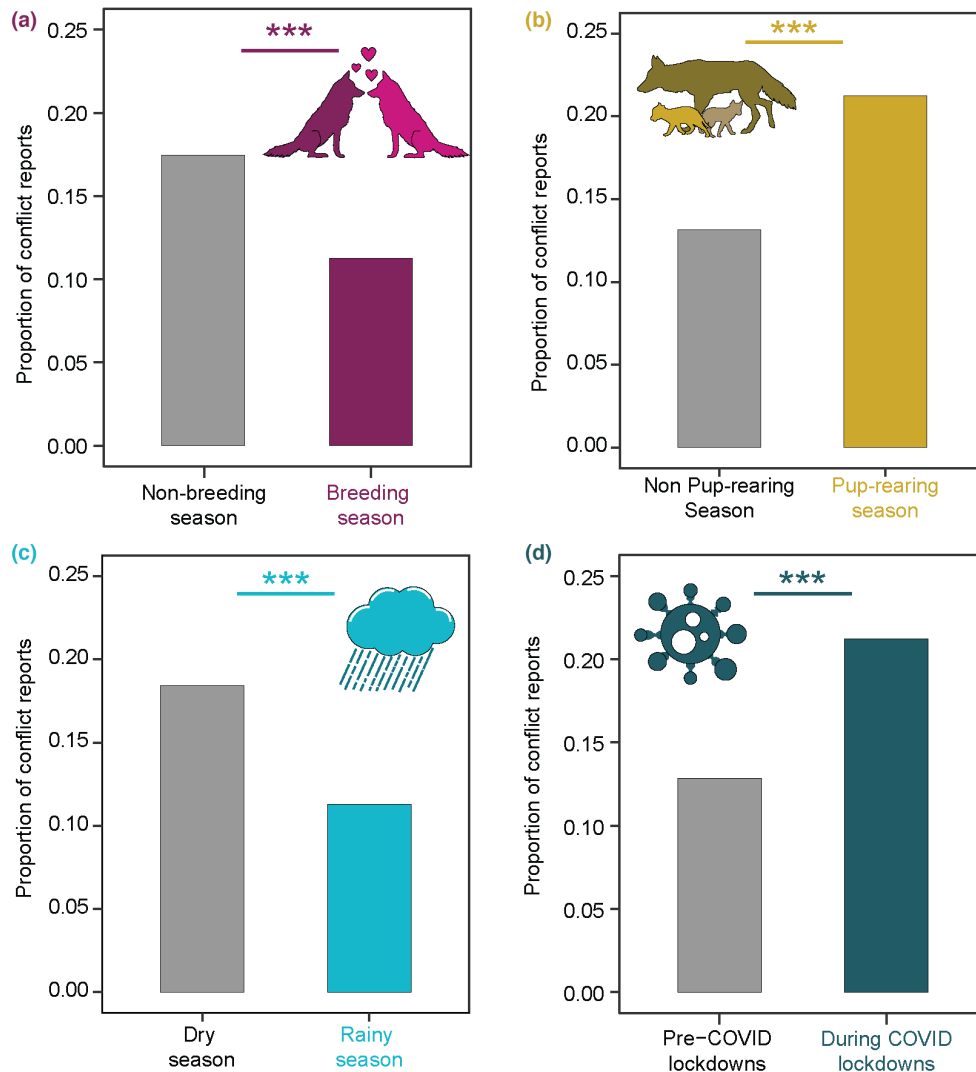 (a)
Proportion of conflict reports
0.25
0.20
0.15
0.10
0.05
0.00
***
Non-breeding
season
Breeding
season
(b)
Proportion of conflict reports
0.25
0.20
0.15
0.10
0.05
0.00
***
Non Pup-rearing
Season
Pup-rearing
season
(c)
Proportion of conflict reports
0.25
0.20
0.15
0.10
0.05
0.00
***
Dry
season
Rainy
season
(d)
Proportion of conflict reports
0.25
0.20
0.15
0.10
0.05
0.00
***
Pre−COVID
lockdowns
During COVID
lockdowns